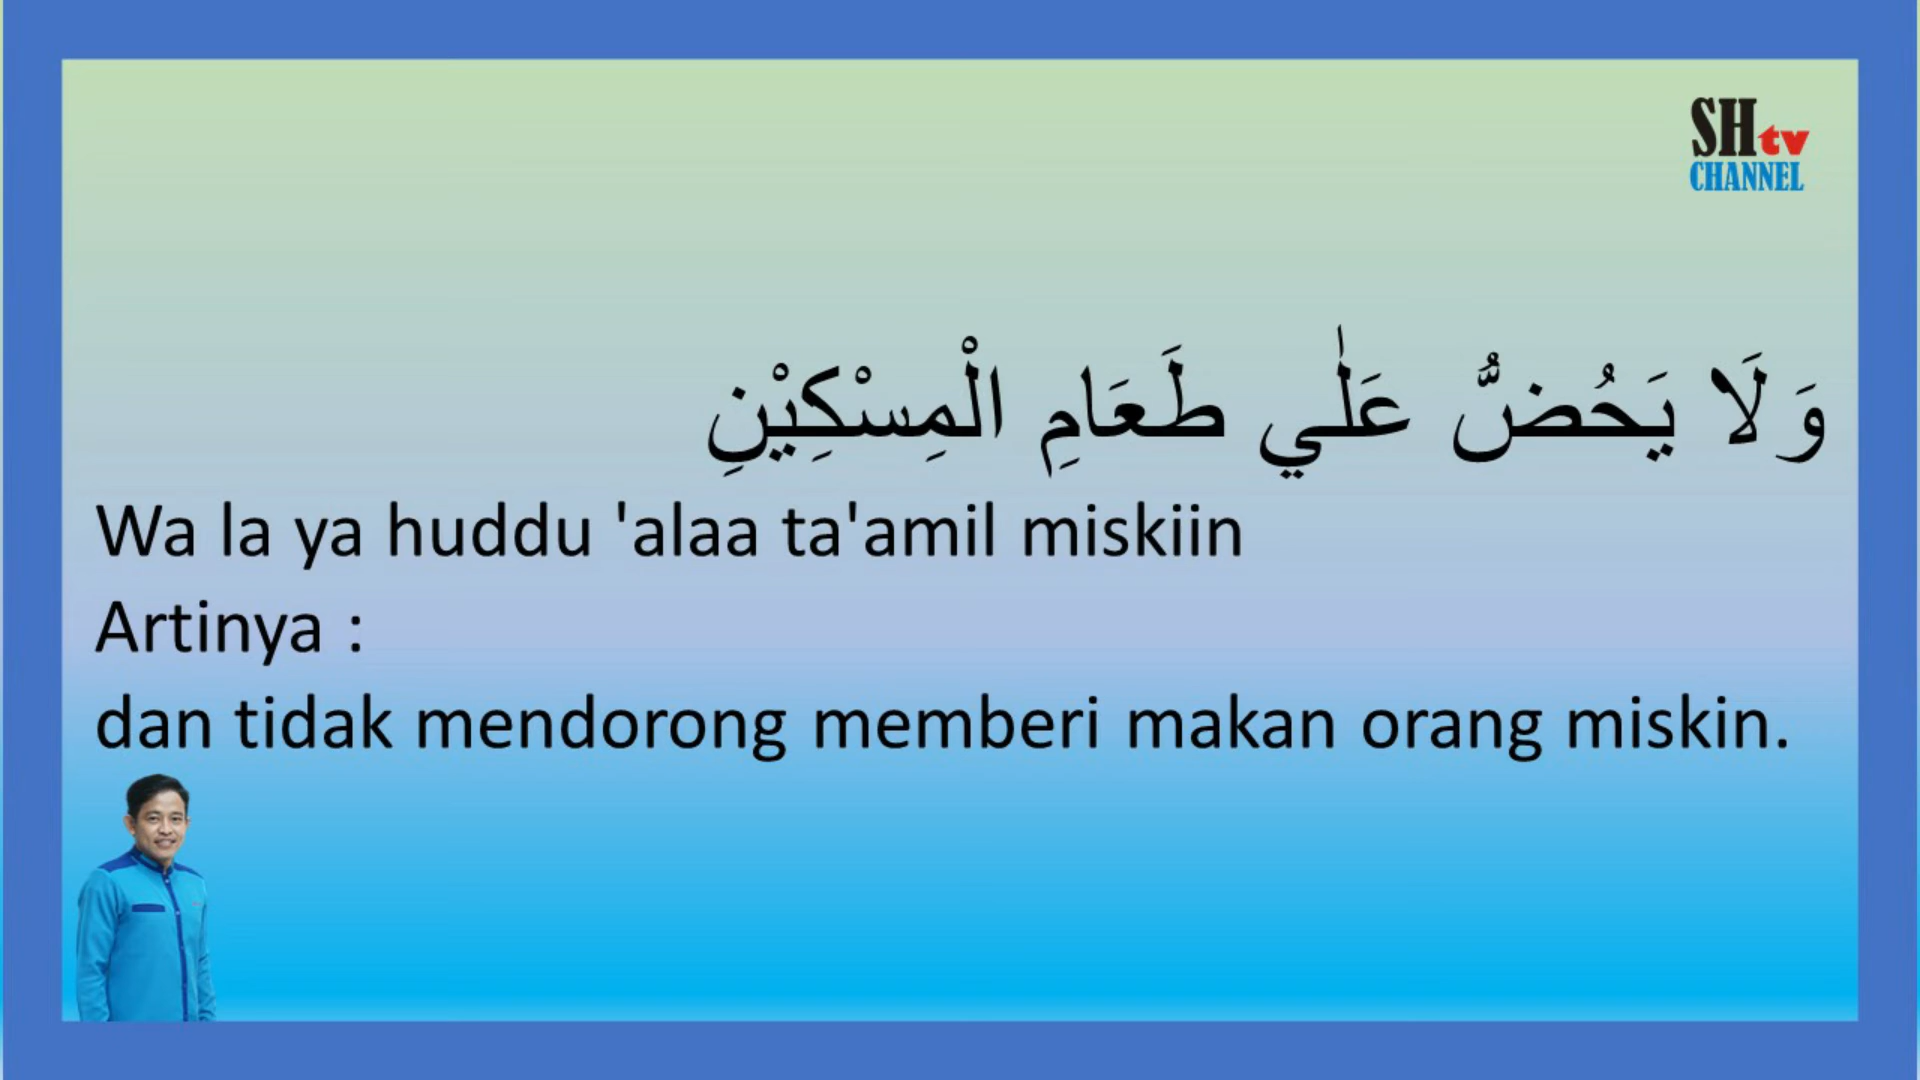 SHtv
CHANNEL
وَلَا يَحُضُّ عَلٰي طَعَامِ الْمِسْكِيْنِ
Wa la ya huddu 'alaa ta'amil miskiin
Artinya :
dan tidak mendorong memberi makan orang miskin.